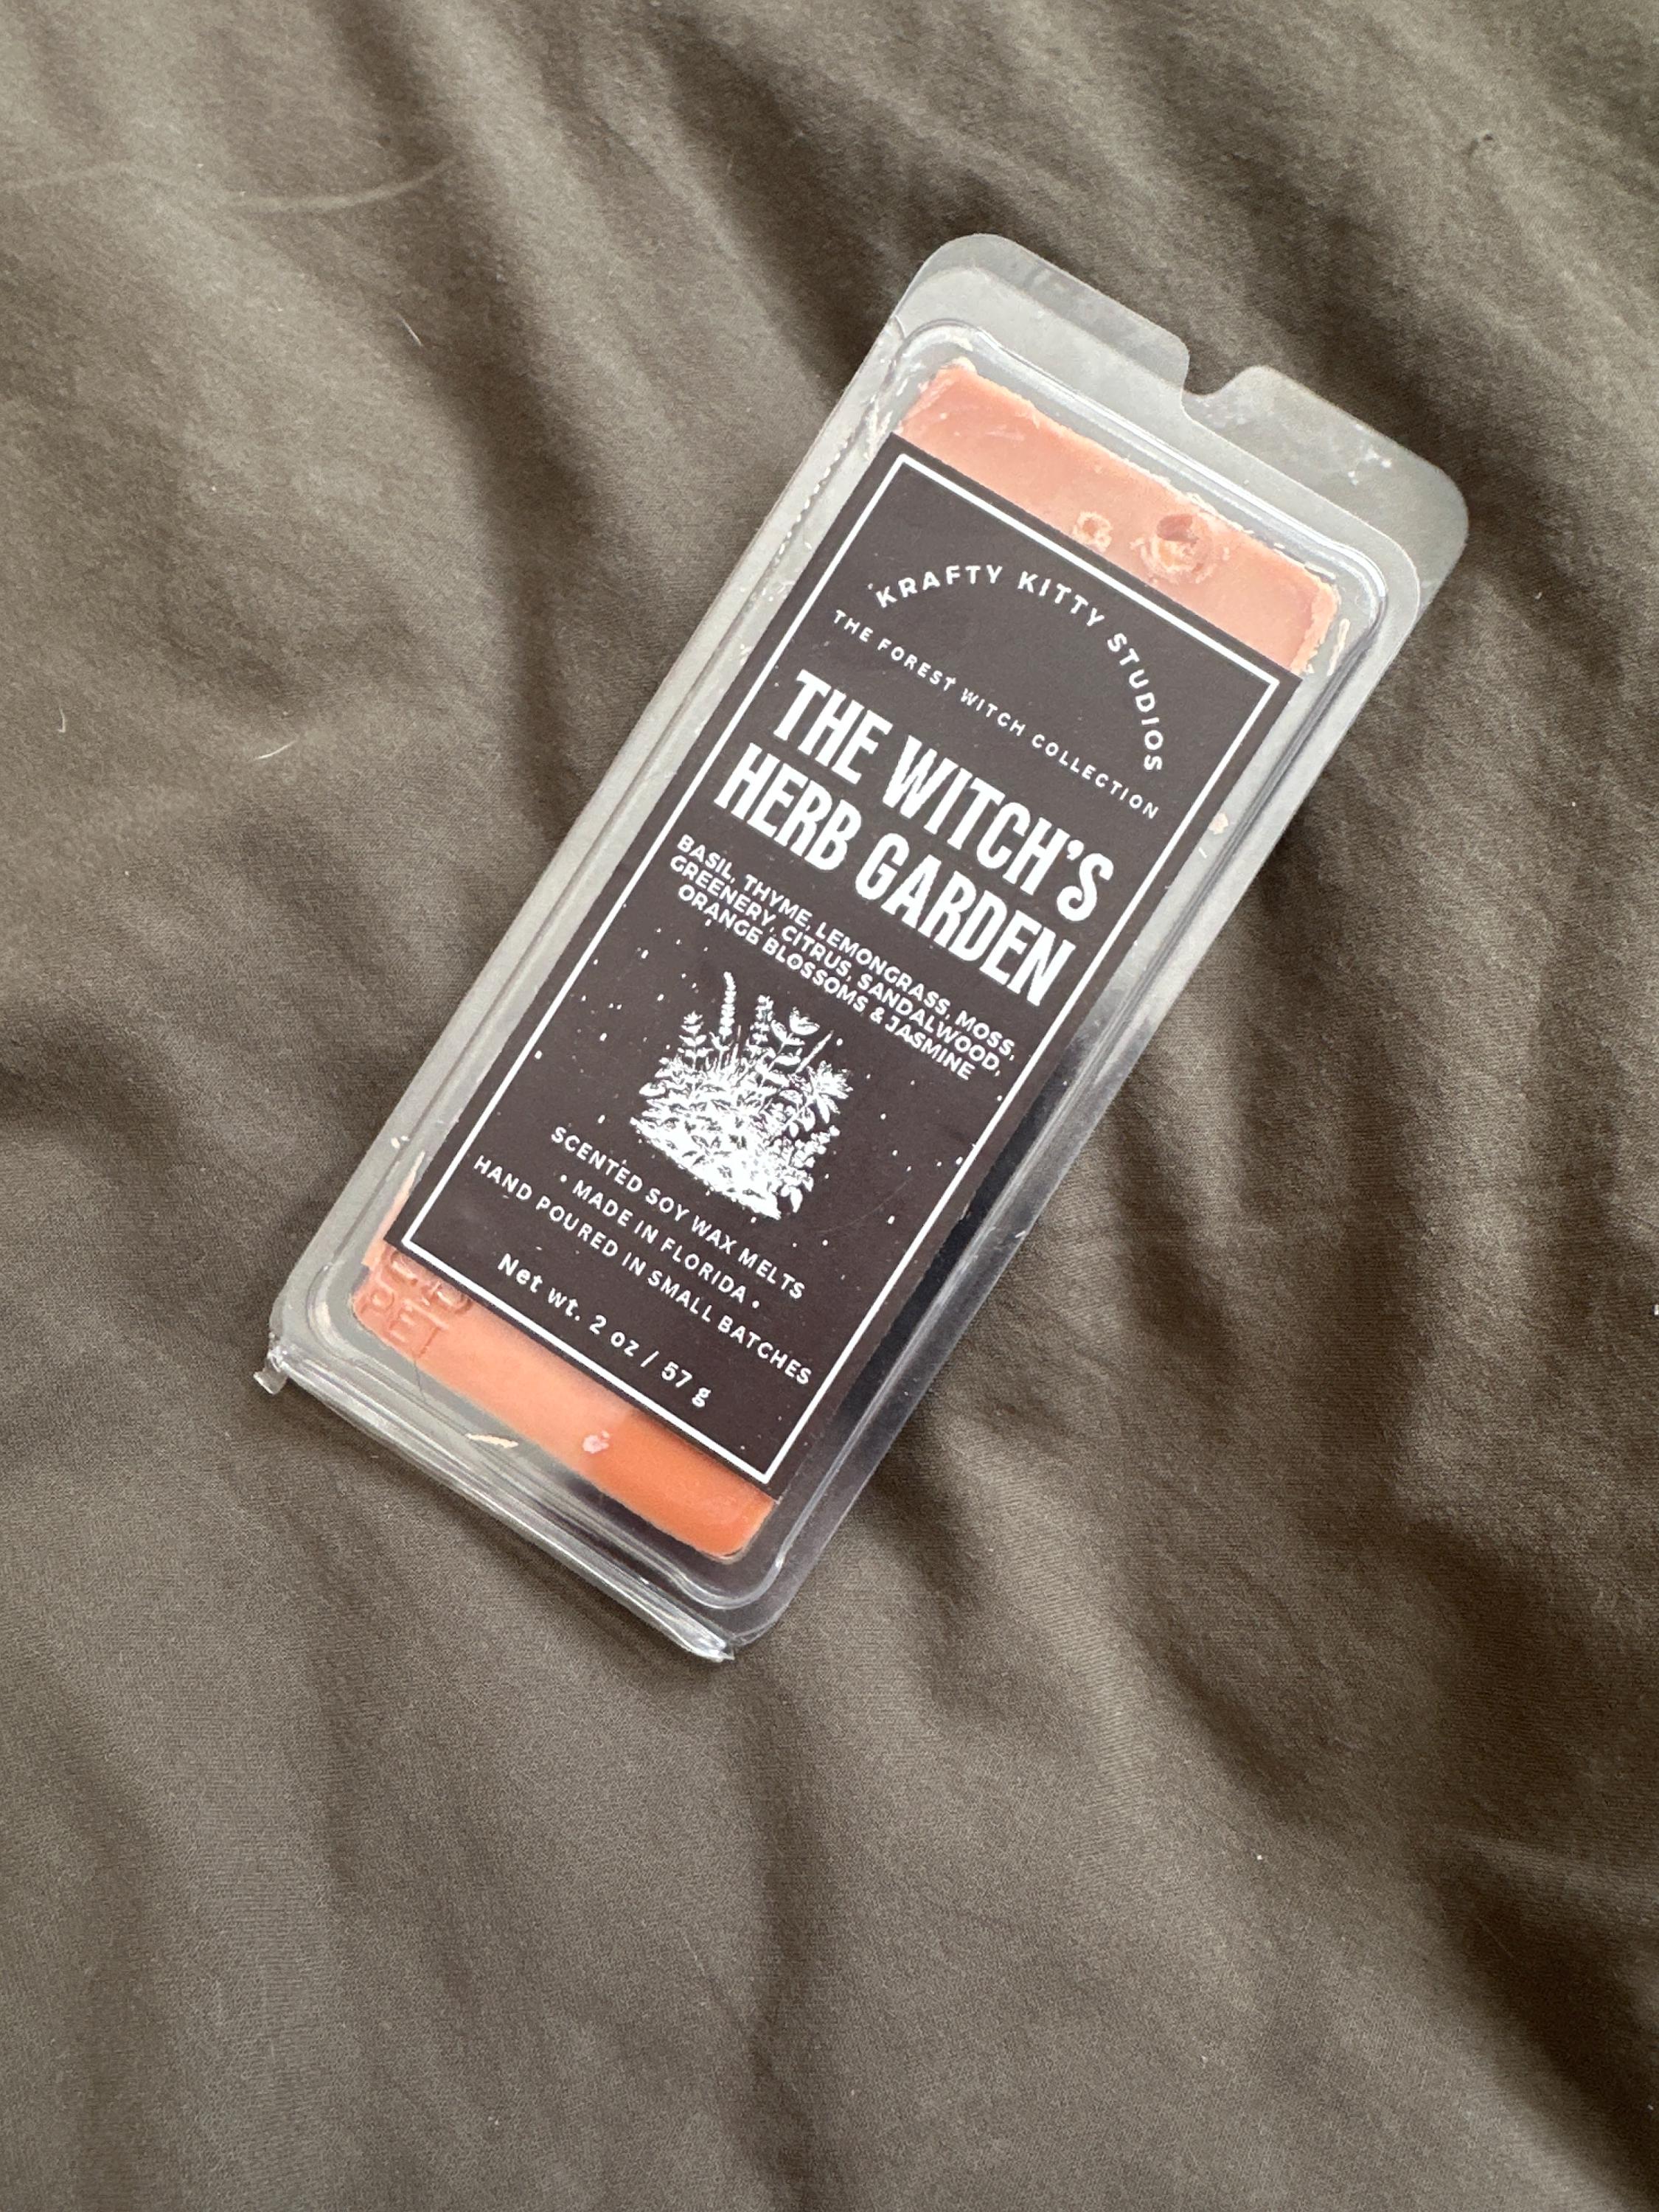 KRAFTY KITTY STUDIOS
THE FOREST WITCH COLLECTION
THE WITCH'S
HERB GARDEN
BASIL, THYME, LEMONGRASS, MOSS,
GREENERY, CITRUS, SANDALWOOD,
ORANGE BLOSSOMS & JASMINE
SCENTED SOY WAX MELTS
• MADE IN FLORIDA •
HAND POURED IN SMALL BATCHES
Net wt. 2 oz / 57 g
PET